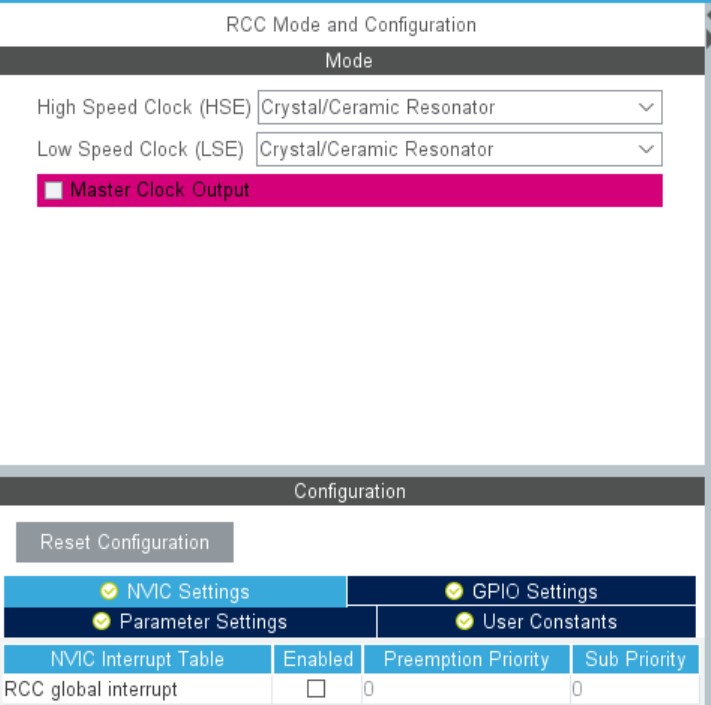 RCC Mode and Configuration
Mode
High Speed Clock (HSE) Crystal/Ceramic Resonator
Low Speed Clock (LSE) Crystal/Ceramic Resonator
Master Clock Output
Configuration
Reset Configuration
NVIC Settings GPIO Settings
Parameter Settings User Constants
NVIC Interrupt Table Enabled Preemption Priority Sub Priority
RCC global interrupt 0 0